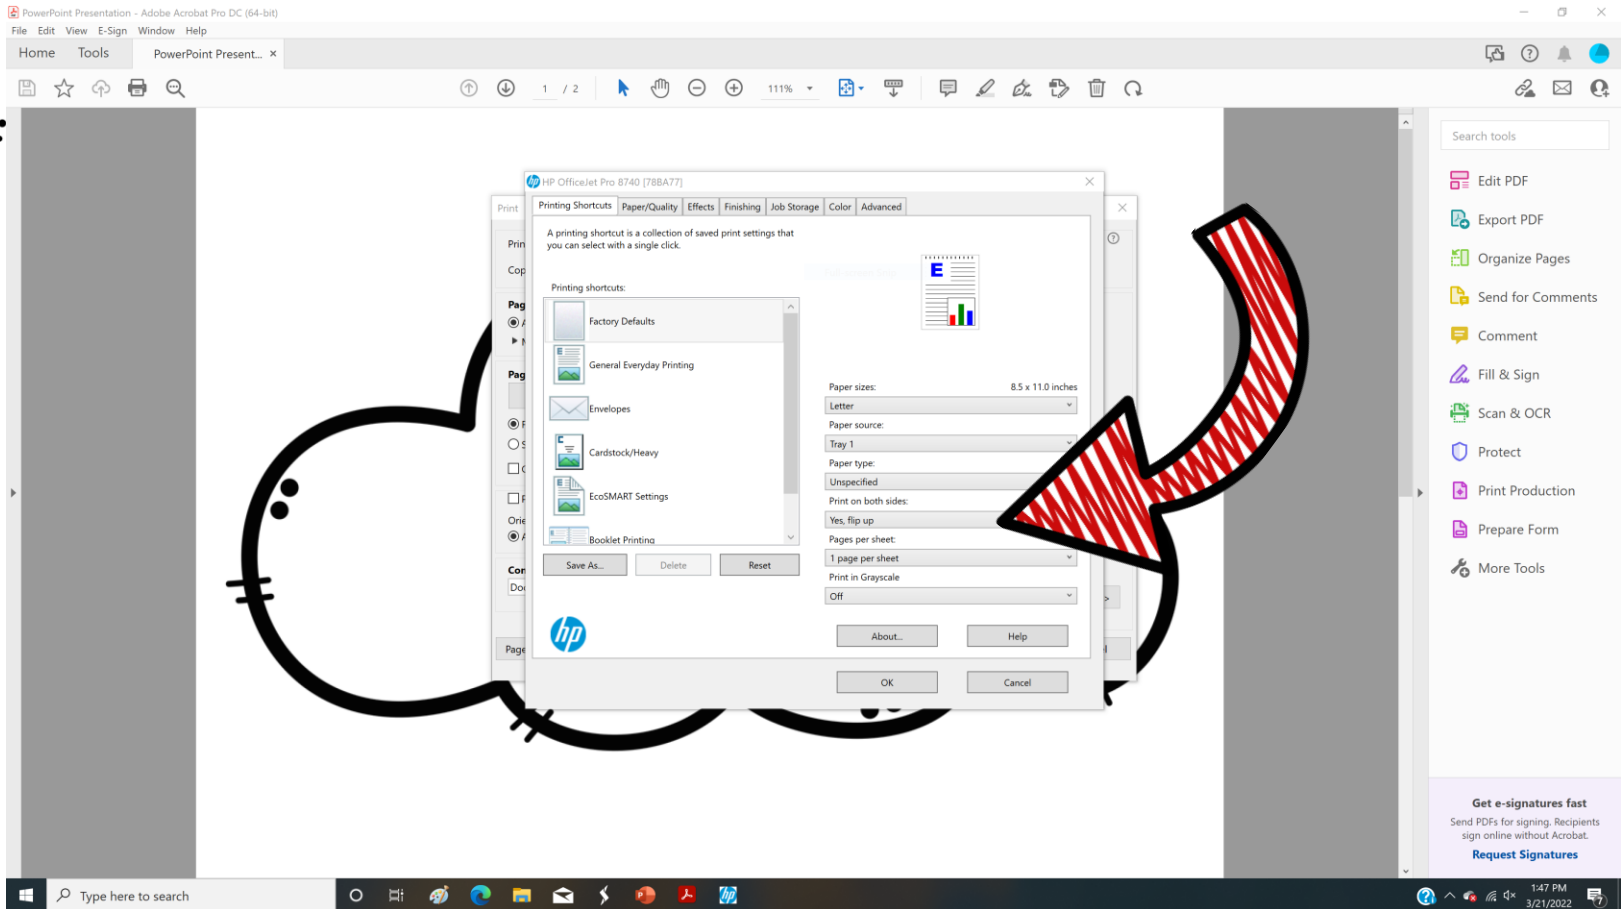 PowerPoint Presentation - Adobe Acrobat Pro DC (64-bit)
File Edit View E-Sign Window Help
Home Tools PowerPoint Present... ×
1 / 2 111%
Search tools
Edit PDF
Export PDF
Organize Pages
Send for Comments
Comment
Fill & Sign
Scan & OCR
Protect
Print Production
Prepare Form
More Tools
Get e-signatures fast
Send PDFs for signing. Recipients
sign online without Acrobat.
Request Signatures
Print
HP OfficeJet Pro 8740 [78BA77]
Printing Shortcuts Paper/Quality Effects Finishing Job Storage Color Advanced
A printing shortcut is a collection of saved print settings that
you can select with a single click.
Printing shortcuts:
Factory Defaults
General Everyday Printing
Envelopes
Cardstock/Heavy
EcoSMART Settings
Booklet Printing
Save As... Delete Reset
E
Paper sizes: 8.5 x 11.0 inches
Letter
Paper source:
Tray 1
Paper type:
Unspecified
Print on both sides:
Yes, flip up
Pages per sheet:
1 page per sheet
Print in Grayscale
Off
hp
About... Help
OK Cancel
Type here to search
1:47 PM
3/21/2022